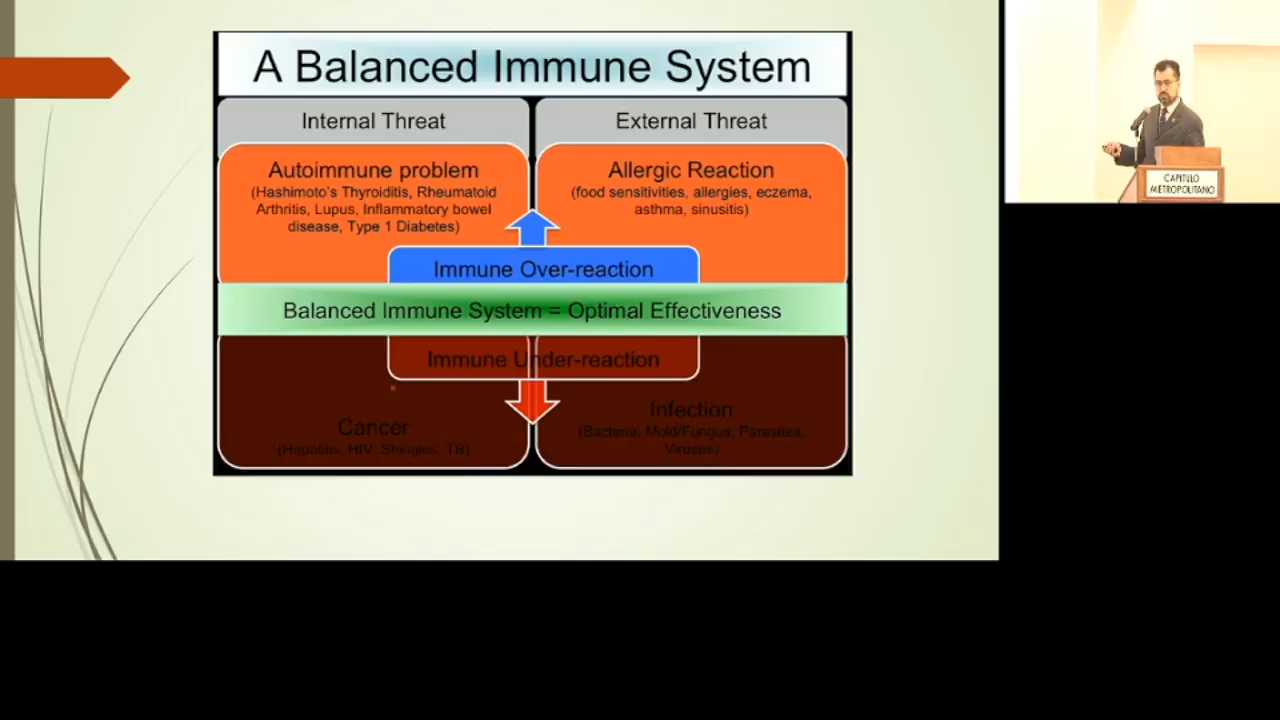 A Balanced Immune System
Internal Threat
External Threat
Autoimmune problem
(Hashimoto's Thyroiditis, Rheumatoid
Arthritis, Lupus, Inflammatory bowel
disease, Type 1 Diabetes)
Allergic Reaction
(food sensitivities, allergies, eczema,
asthma, sinusitis)
Immune Over-reaction
Balanced Immune System = Optimal Effectiveness
Immune Under-reaction
Cancer
(Hepatitis, HIV, Shingles, TB)
Infection
(Bacteria, Mold/Fungus, Parasites,
Viruses)
CAPITULO
METROPOLITANO